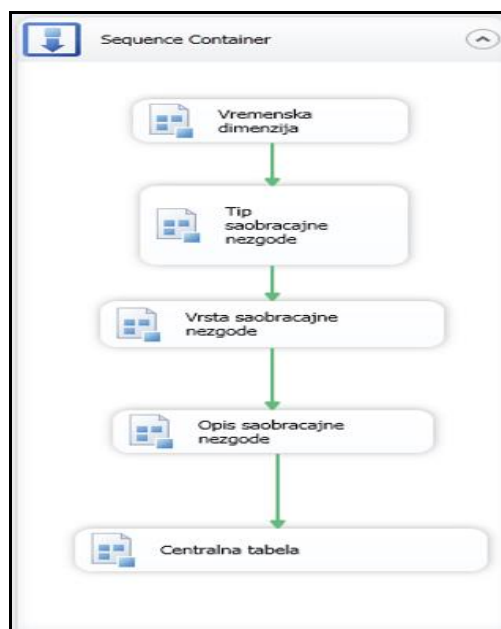 Sequence Container
Vremenska
dimenzija
Tip
saobracajne
nezgode
Vrsta saobracajne
nezgode
Opis saobracajne
nezgode
Centralna tabela